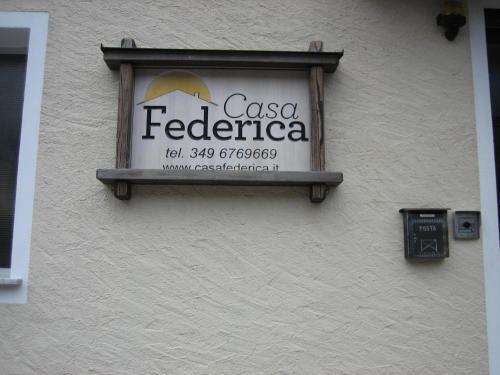 Casa
Federica
tel. 349 6769669
www.casafederica.it
POSTA